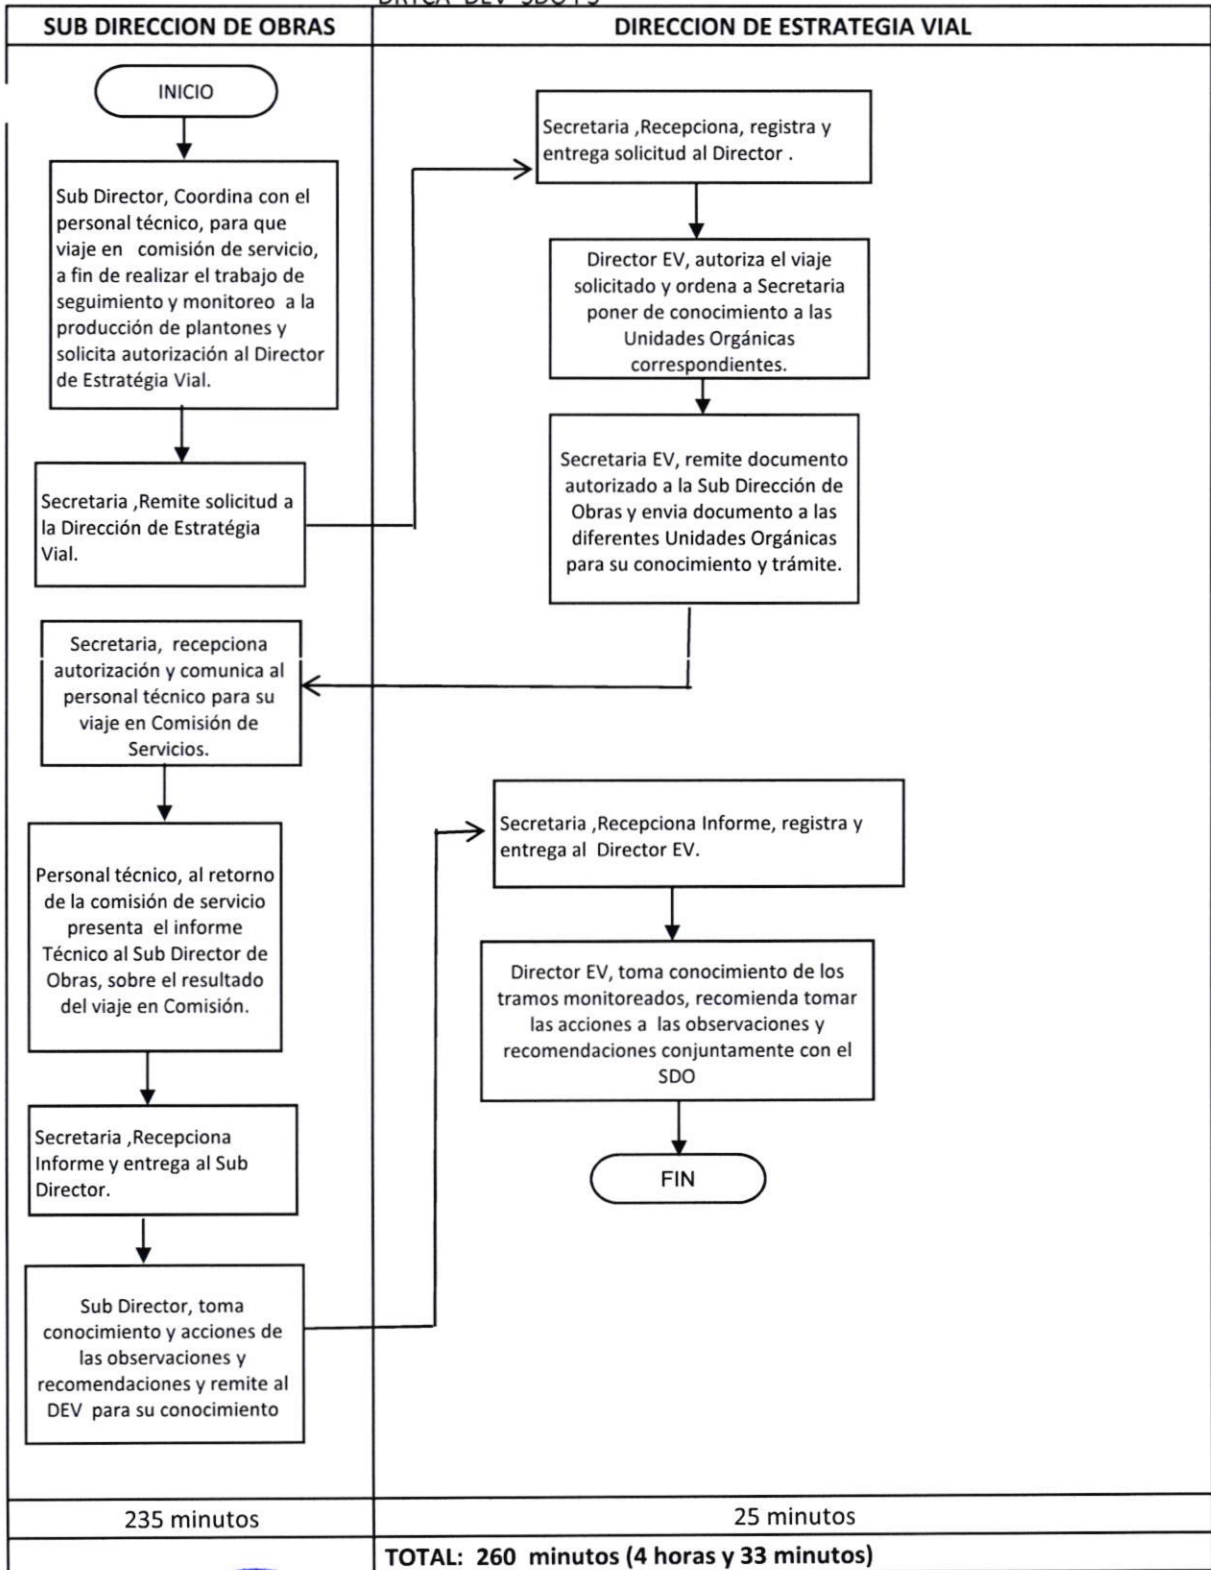 SUB DIRECCION DE OBRAS
DIRECCION DE ESTRATEGIA VIAL
INICIO
Sub Director, Coordina con el
personal técnico, para que
viaje en comisión de servicio,
a fin de realizar el trabajo de
seguimiento y monitoreo a la
producción de plantones y
solicita autorización al Director
de Estratégia Vial.
Secretaria ,Remite solicitud a
la Dirección de Estratégia
Vial.
Secretaria ,Recepciona, registra y
entrega solicitud al Director .
Director EV, autoriza el viaje
solicitado y ordena a Secretaria
poner de conocimiento a las
Unidades Orgánicas
correspondientes.
Secretaria EV, remite documento
autorizado a la Sub Dirección de
Obras y envia documento a las
diferentes Unidades Orgánicas
para su conocimiento y trámite.
Secretaria, recepciona
autorización y comunica al
personal técnico para su
viaje en Comisión de
Servicios.
Personal técnico, al retorno
de la comisión de servicio
presenta el informe
Técnico al Sub Director de
Obras, sobre el resultado
del viaje en Comisión.
Secretaria ,Recepciona
Informe y entrega al Sub
Director.
Sub Director, toma
conocimiento y acciones de
las observaciones y
recomendaciones y remite al
DEV para su conocimiento
Secretaria ,Recepciona Informe, registra y
entrega al Director EV.
Director EV, toma conocimiento de los
tramos monitoreados, recomienda tomar
las acciones a las observaciones y
recomendaciones conjuntamente con el
SDO
FIN
235 minutos
25 minutos
TOTAL: 260 minutos (4 horas y 33 minutos)